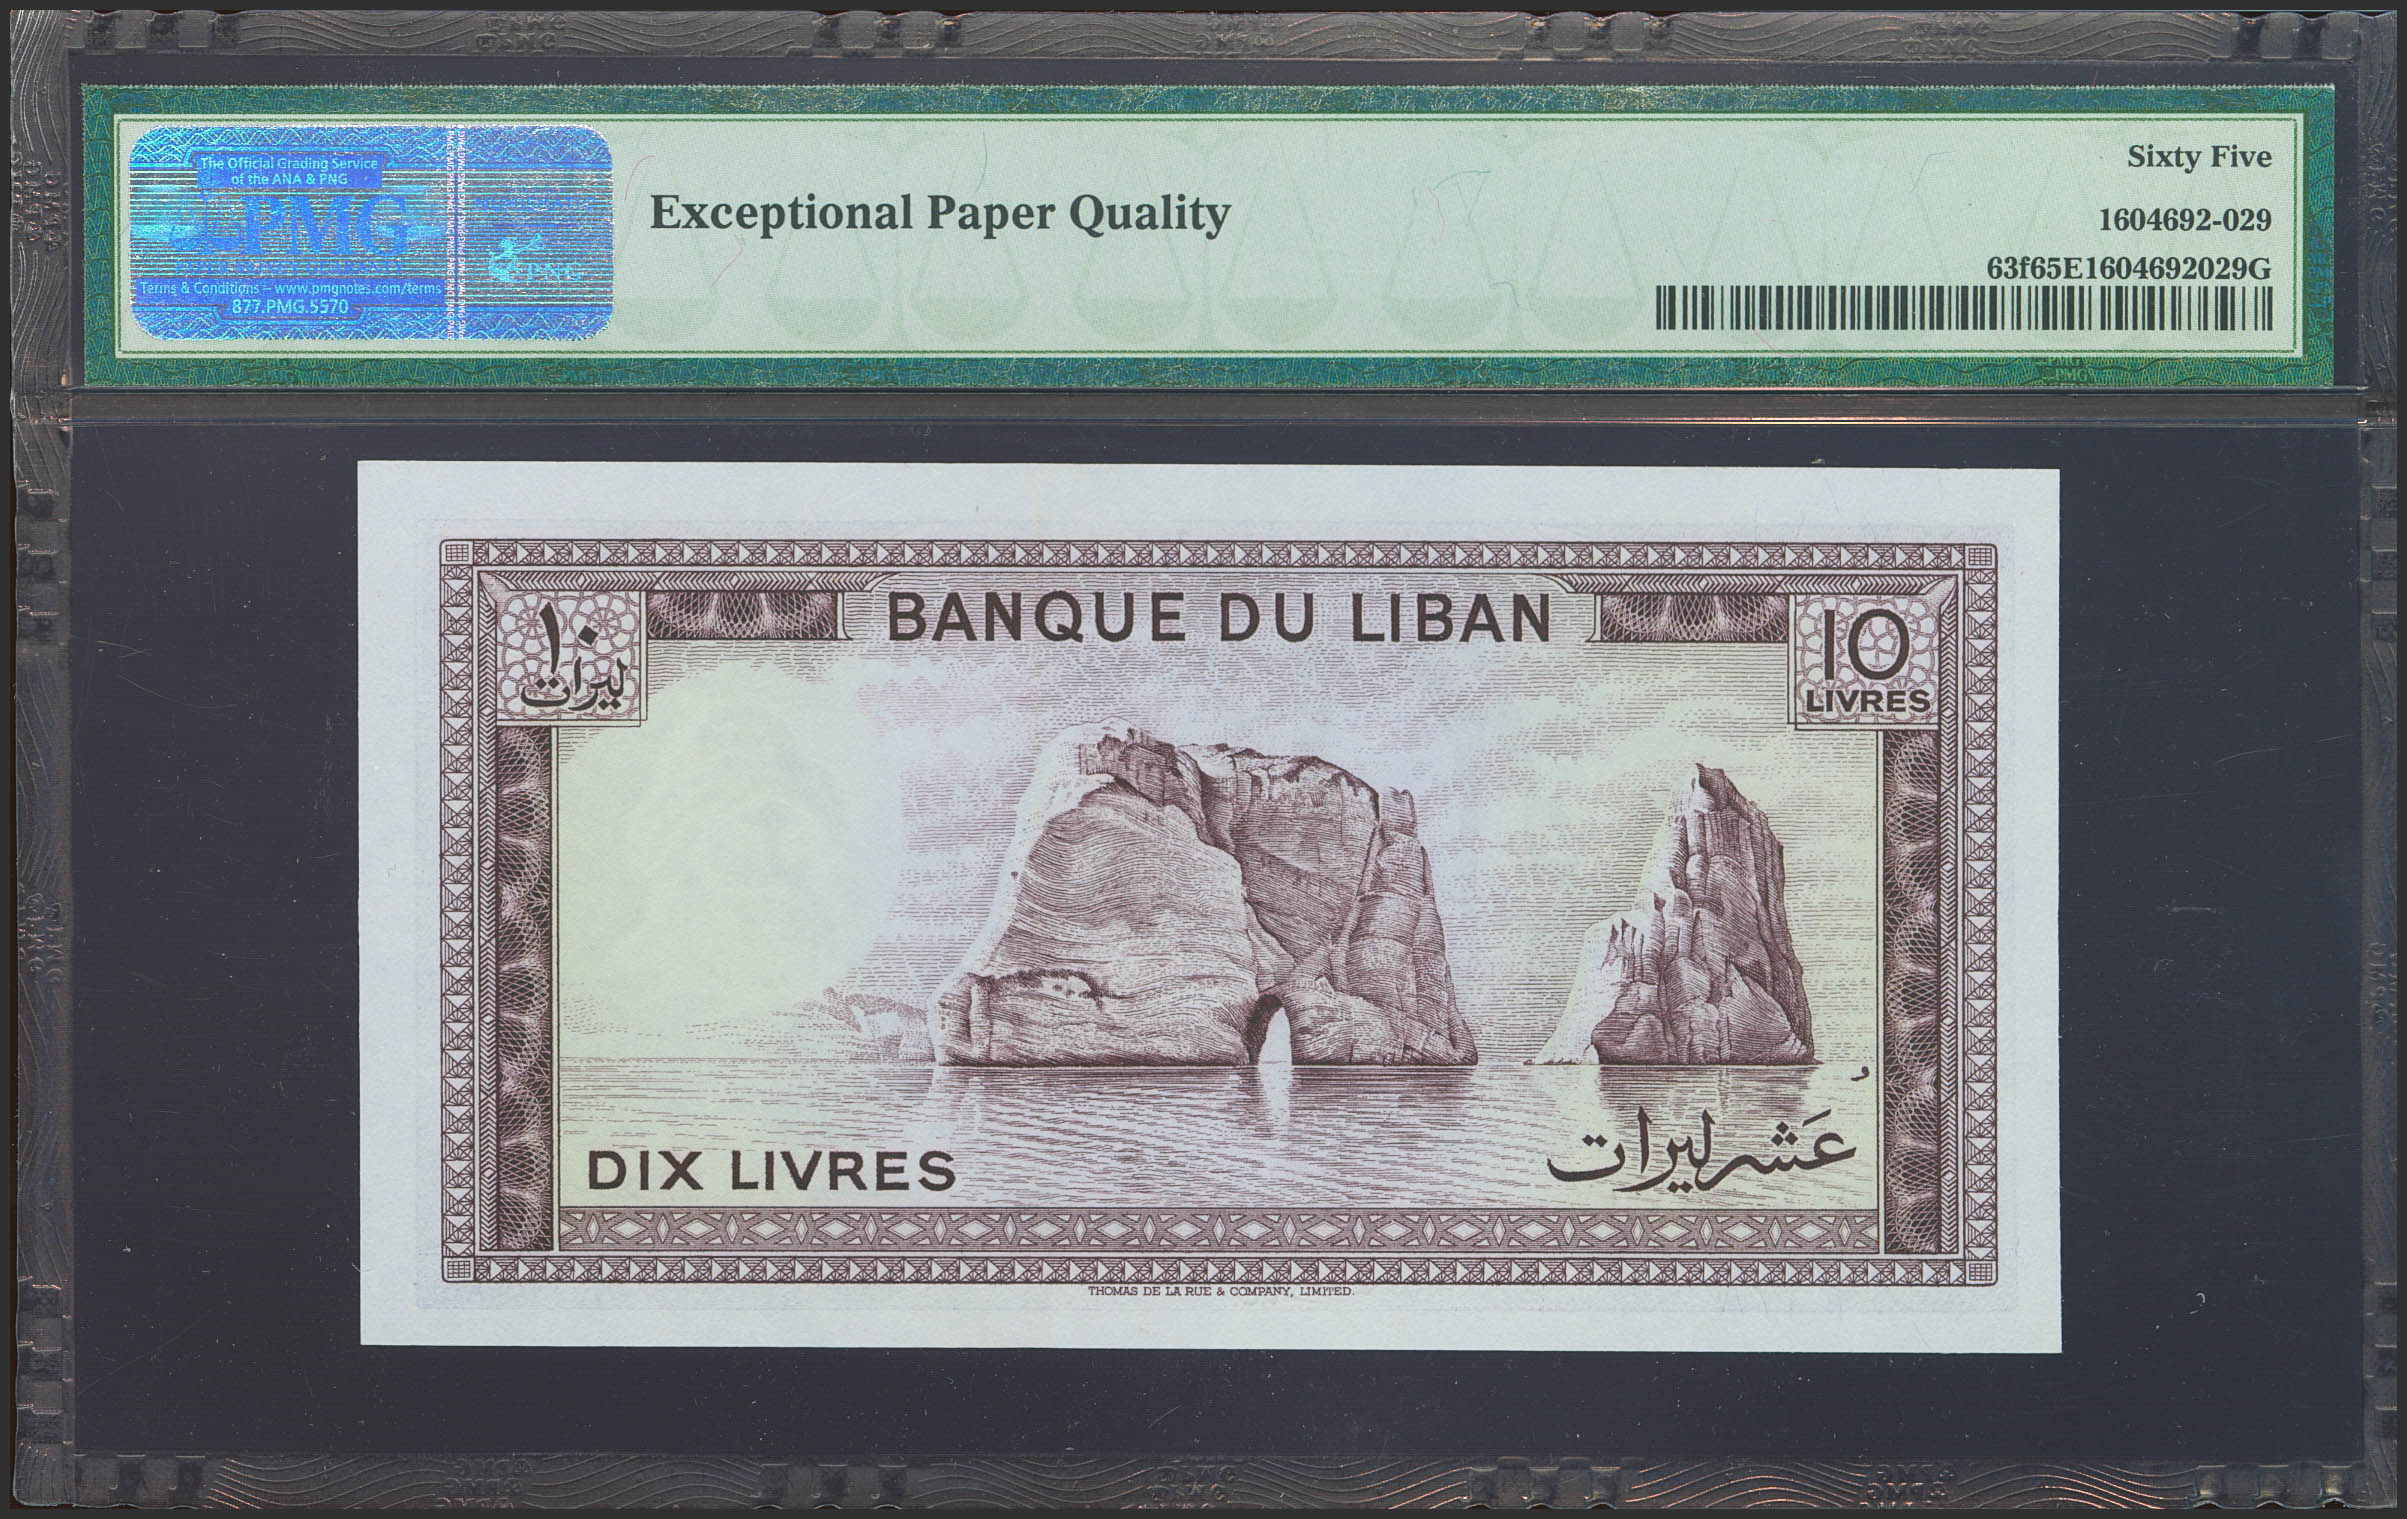 The Official Grading Service
of the ANA & PNG
PMG
Terms & Conditions – www.pmgnotes.com/terms
877.PMG.5570
PNG
Exceptional Paper Quality
Sixty Five
1604692-029
63f65E1604692029G
BANQUE DU LIBAN
١٠
ليرات
10
LIVRES
DIX LIVRES
عَشر ليرات
THOMAS DE LA RUE & COMPANY, LIMITED.